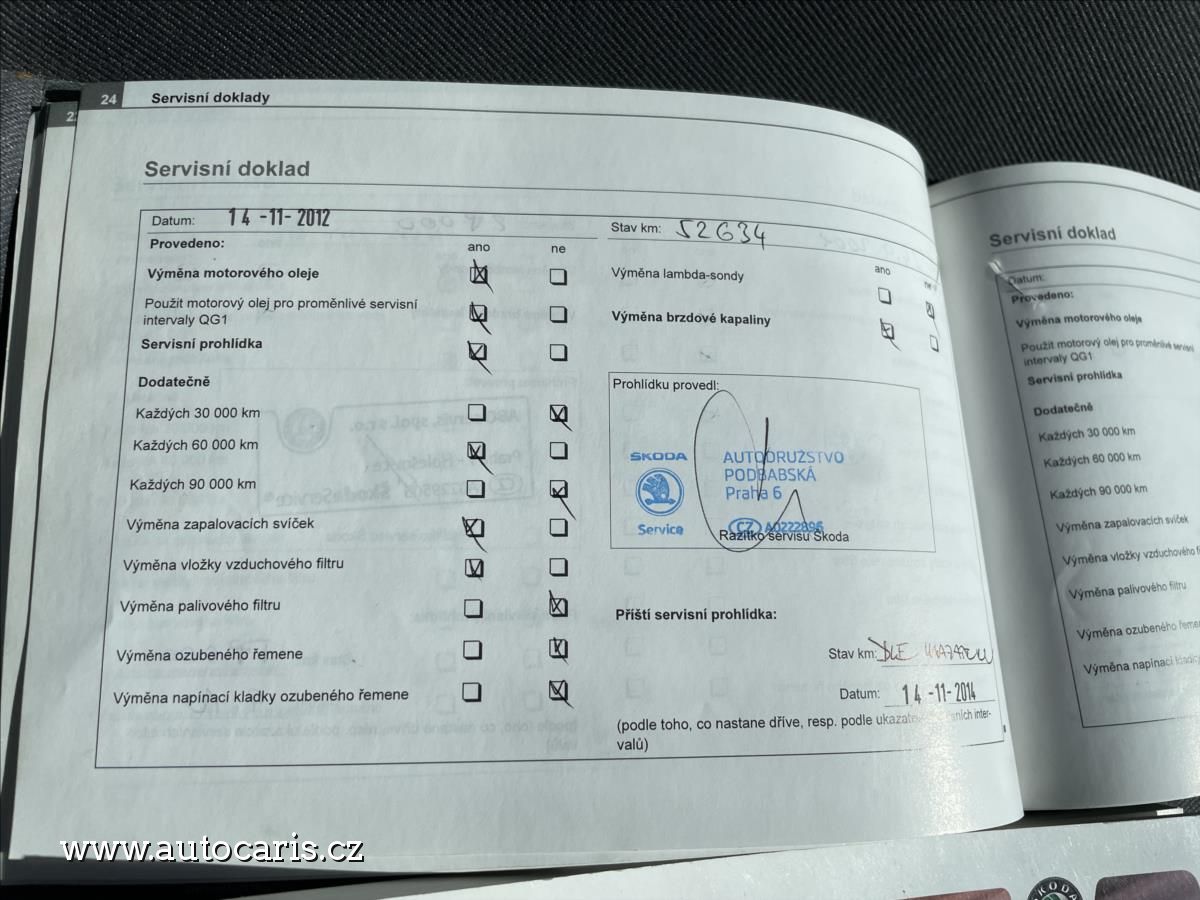 24 Servisní doklady
Servisní doklad
Datum: 14-11-2012
Stav km: 52634
Provedeno:
ano ne
Výměna motorového oleje
Použit motorový olej pro proměnlivé servisní
intervaly QG1
Servisní prohlídka
Dodatečně
Každých 30 000 km
Každých 60 000 km
Každých 90 000 km
Výměna zapalovacích svíček
Výměna vložky vzduchového filtru
Výměna palivového filtru
Výměna ozubeného řemene
Výměna napínací kladky ozubeného řemene
ano
Výměna lambda-sondy
Výměna brzdové kapaliny
Prohlídku provedl:
ŠKODA
Service
AUTODRUŽSTVO
PODBABSKÁ
Praha 6
CZ A0222896
Razítko servisu Škoda
Příští servisní prohlídka:
Stav km: DLE UKAZATELU
Datum: 14-11-2014
(podle toho, co nastane dříve, resp. podle inter-
valů)
Servisní doklad
Datum:
Provedeno:
Výměna motorového oleje
Použit motorový olej pro proměnlivé servisní
intervaly QG1
Servisní prohlídka
Dodatečně
Každých 30 000 km
Každých 60 000 km
Každých 90 000 km
Výměna zapalovacích svíček
Výměna vložky vzduchového
Výměna palivového filtru
Výměna ozubeného
Výměna napínací
www.autocaris.cz
ŠKODA